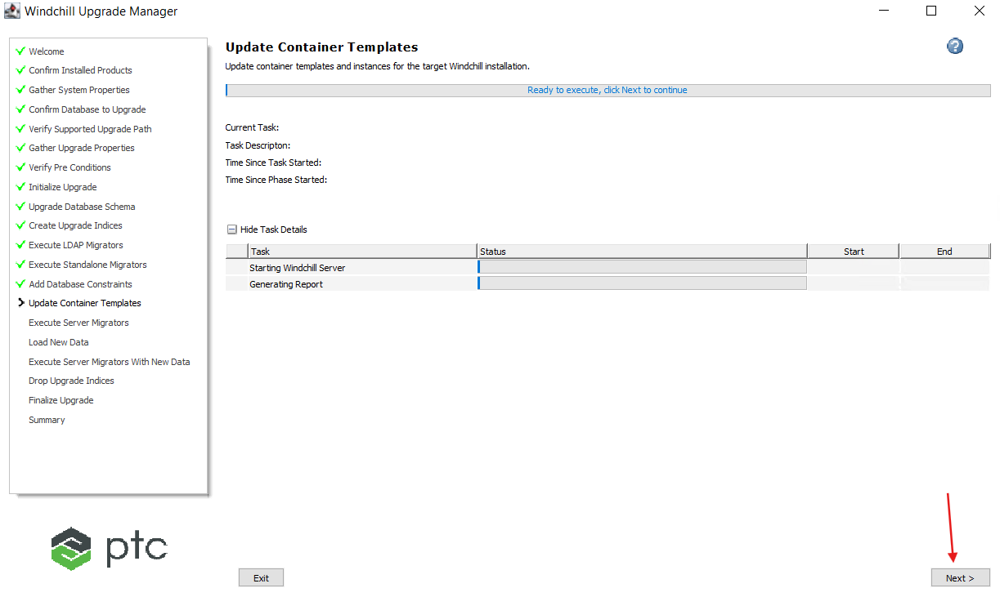 Windchill Upgrade Manager
Welcome
Confirm Installed Products
Gather System Properties
Confirm Database to Upgrade
Verify Supported Upgrade Path
Gather Upgrade Properties
Verify Pre Conditions
Initialize Upgrade
Upgrade Database Schema
Create Upgrade Indices
Execute LDAP Migrators
Execute Standalone Migrators
Add Database Constraints
Update Container Templates
Execute Server Migrators
Load New Data
Execute Server Migrators With New Data
Drop Upgrade Indices
Finalize Upgrade
Summary
ptc
Update Container Templates
?
Update container templates and instances for the target Windchill installation.
Ready to execute, click Next to continue
Current Task:
Task Descripton:
Time Since Task Started:
Time Since Phase Started:
Hide Task Details
Task Status Start End
Starting Windchill Server
Generating Report
Exit
Next >